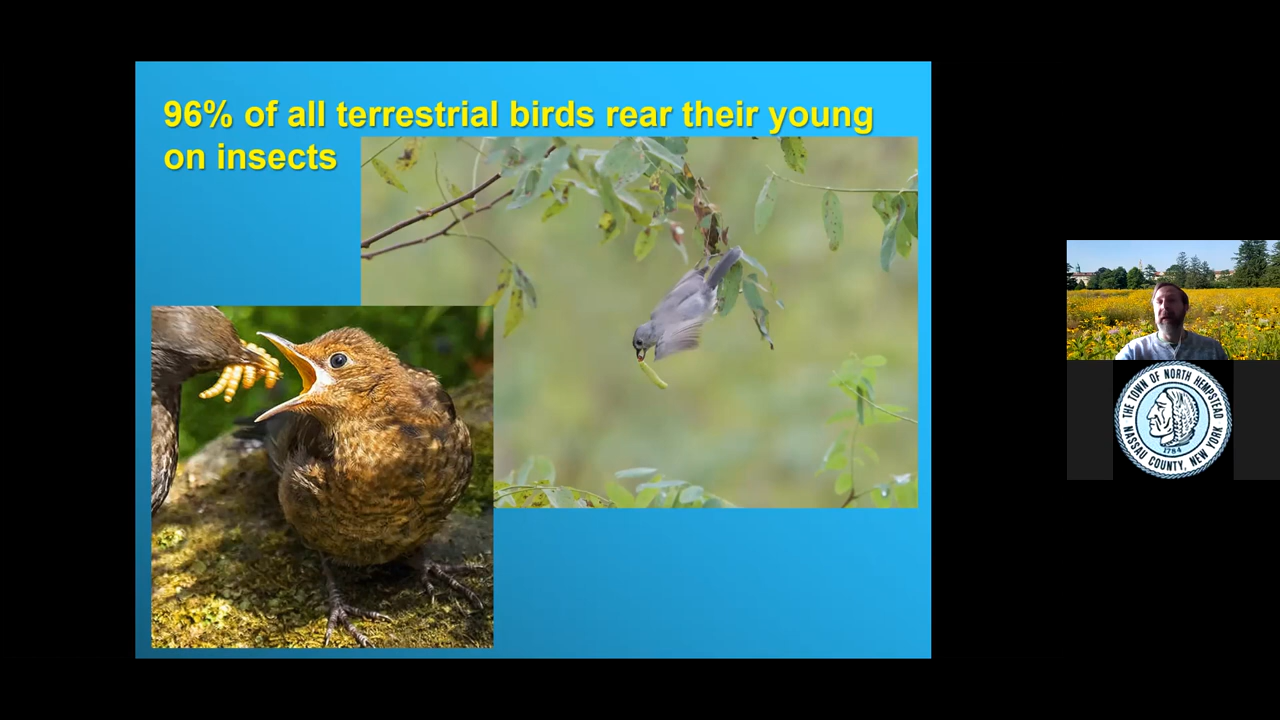 96% of all terrestrial birds rear their young
on insects
THE TOWN OF NORTH HEMPSTEAD
1784
NASSAU COUNTY, NEW YORK